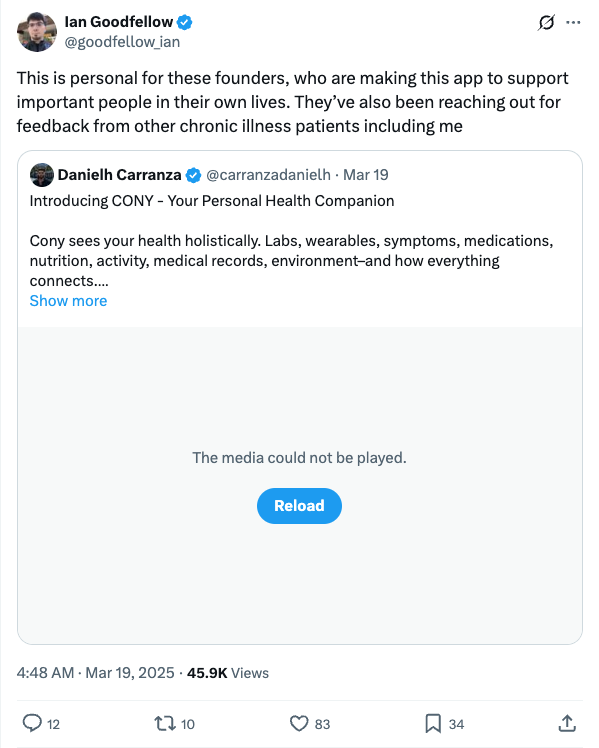 Ian Goodfellow
@goodfellow_ian
This is personal for these founders, who are making this app to support
important people in their own lives. They’ve also been reaching out for
feedback from other chronic illness patients including me
Danielh Carranza @carranzadanielh · Mar 19
Introducing CONY - Your Personal Health Companion
Cony sees your health holistically. Labs, wearables, symptoms, medications,
nutrition, activity, medical records, environment–and how everything
connects....
Show more
The media could not be played.
Reload
4:48 AM · Mar 19, 2025 · 45.9K Views
12 10 83 34